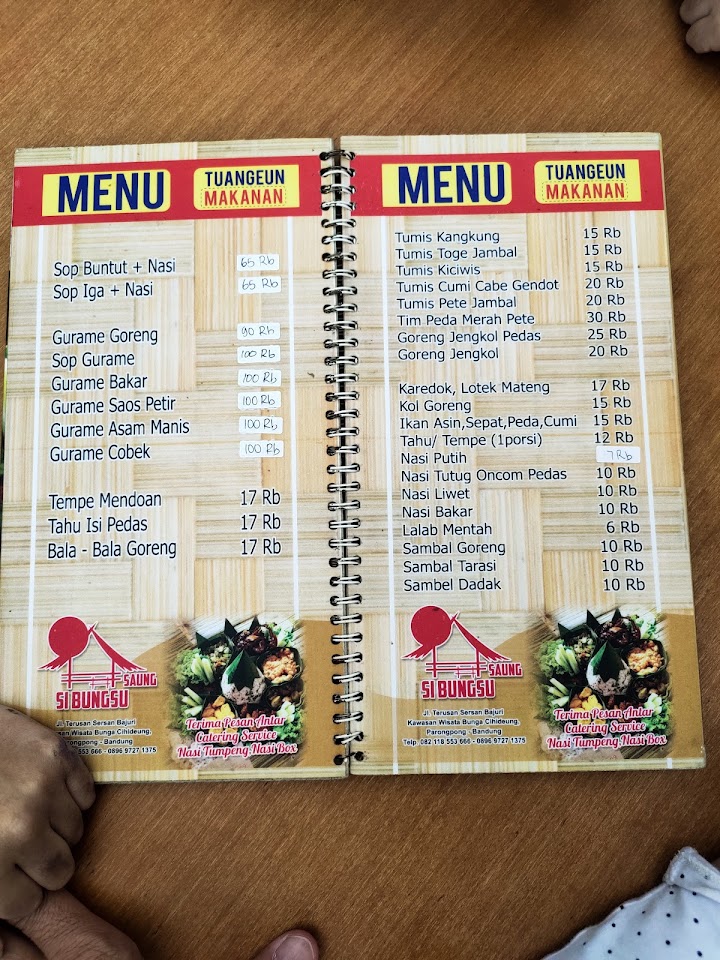 MENU
TUANGEUN
MAKANAN
Sop Buntut + Nasi 65 Rb
Sop Iga + Nasi 65 Rb
Gurame Goreng 90 Rb
Sop Gurame 100 Rb
Gurame Bakar 100 Rb
Gurame Saos Petir 100 Rb
Gurame Asam Manis 100 Rb
Gurame Cobek 100 Rb
Tempe Mendoan 17 Rb
Tahu Isi Pedas 17 Rb
Bala - Bala Goreng 17 Rb
SAUNG
SI BUNGSU
Jl. Terusan Sersan Bajuri
Wisata Bunga Cihideung,
Parongpong - Bandung
553 666 - 0896 9727 1375
Terima Pesan Antar
Catering Service
Nasi Tumpeng,Nasi Box
MENU
TUANGEUN
MAKANAN
Tumis Kangkung 15 Rb
Tumis Toge Jambal 15 Rb
Tumis Kiciwis 15 Rb
Tumis Cumi Cabe Gendot 20 Rb
Tumis Pete Jambal 20 Rb
Tim Peda Merah Pete 30 Rb
Goreng Jengkol Pedas 25 Rb
Goreng Jengkol 20 Rb
Karedok, Lotek Mateng 17 Rb
Kol Goreng 15 Rb
Ikan Asin,Sepat,Peda,Cumi 15 Rb
Tahu/ Tempe (1porsi) 12 Rb
Nasi Putih 7 Rb
Nasi Tutug Oncom Pedas 10 Rb
Nasi Liwet 10 Rb
Nasi Bakar 10 Rb
Lalab Mentah 6 Rb
Sambal Goreng 10 Rb
Sambal Tarasi 10 Rb
Sambel Dadak 10 Rb
SAUNG
SI BUNGSU
Jl. Terusan Sersan Bajuri
Kawasan Wisata Bunga Cihideung,
Parongpong - Bandung
Telp. 082 118 553 666 - 0896 9727 1375
Terima Pesan Antar
Catering Service
Nasi Tumpeng,Nasi Box